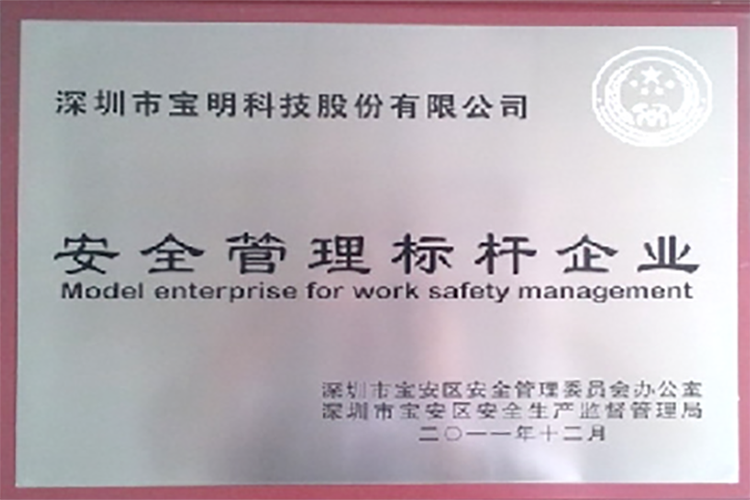 深圳市宝明科技股份有限公司
安全管理标杆企业
Model enterprise for work safety management
深圳市宝安区安全管理委员会办公室
深圳市宝安区安全生产监督管理局
二〇一一年十二月